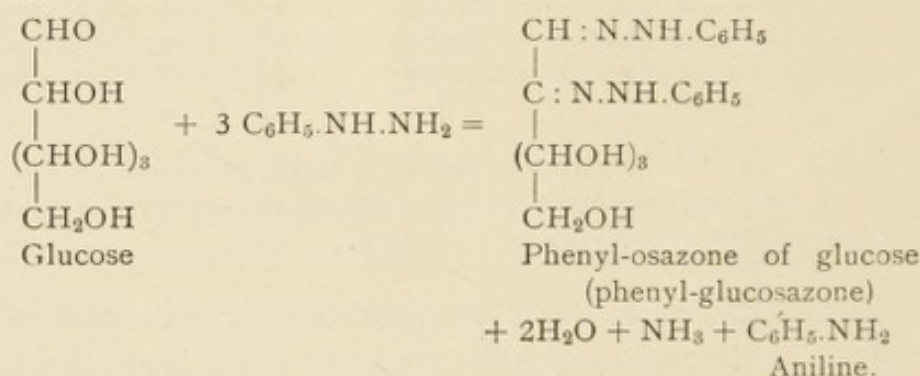 CHO
CHOH
(CHOH)₃
CH₂OH
Glucose
+ 3 C₆H₅.NH.NH₂ =
CH : N.NH.C₆H₅
C : N.NH.C₆H₅
(CHOH)₃
CH₂OH
Phenyl-osazone of glucose
(phenyl-glucosazone)
+ 2H₂O + NH₃ + C₆H₅.NH₂
Aniline.